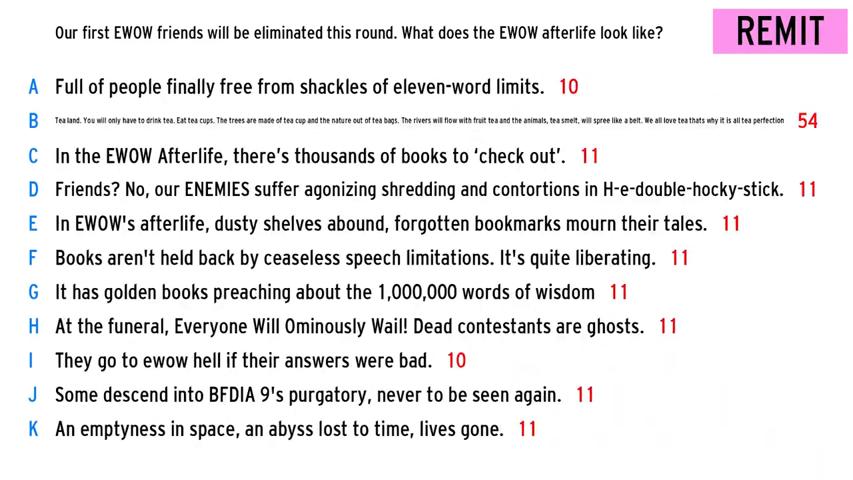 Our first EWOW friends will be eliminated this round. What does the EWOW afterlife look like?
REMIT
A Full of people finally free from shackles of eleven-word limits. 10
B Tea land. You will only have to drink tea. Eat tea cups. The trees are made of tea cup and the nature out of tea bags. The rivers will flow with fruit tea and the animals, tea smelt, will spree like a belt. We all love tea thats why it is all tea perfection 54
C In the EWOW Afterlife, there’s thousands of books to ‘check out’. 11
D Friends? No, our ENEMIES suffer agonizing shredding and contortions in H-e-double-hocky-stick. 11
E In EWOW's afterlife, dusty shelves abound, forgotten bookmarks mourn their tales. 11
F Books aren't held back by ceaseless speech limitations. It's quite liberating. 11
G It has golden books preaching about the 1,000,000 words of wisdom 11
H At the funeral, Everyone Will Ominously Wail! Dead contestants are ghosts. 11
I They go to ewow hell if their answers were bad. 10
J Some descend into BFDIA 9's purgatory, never to be seen again. 11
K An emptyness in space, an abyss lost to time, lives gone. 11